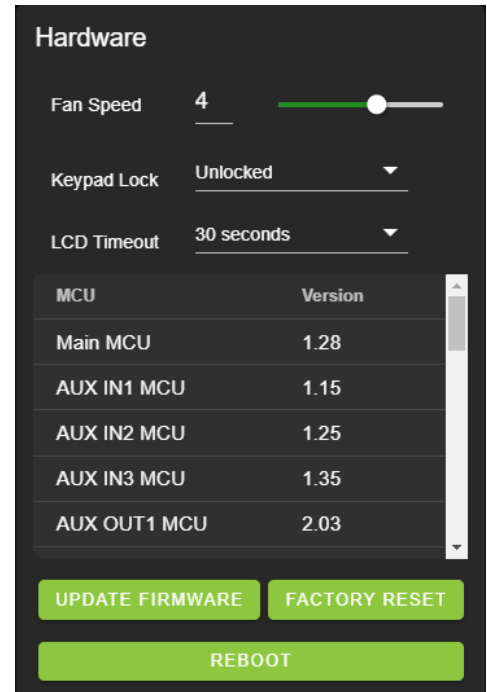 Hardware
Fan Speed 4
Keypad Lock Unlocked
LCD Timeout 30 seconds
MCU Version
Main MCU 1.28
AUX IN1 MCU 1.15
AUX IN2 MCU 1.25
AUX IN3 MCU 1.35
AUX OUT1 MCU 2.03
UPDATE FIRMWARE FACTORY RESET
REBOOT